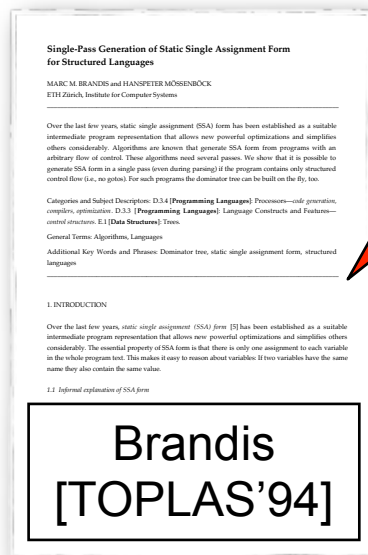 Single-Pass Generation of Static Single Assignment Form
for Structured Languages
MARC M. BRANDIS and HANSPETER MÖSSENBÖCK
ETH Zürich, Institute for Computer Systems
Over the last few years, static single assignment (SSA) form has been established as a suitable
intermediate program representation that allows new powerful optimizations and simplifies
others considerably. Algorithms are known that generate SSA form from programs with an
arbitrary flow of control. These algorithms need several passes. We show that it is possible to
generate SSA form in a single pass (even during parsing) if the program contains only structured
control flow (i.e., no gotos). For such programs the dominator tree can be built on the fly, too.
Categories and Subject Descriptors: D.3.4 [Programming Languages]: Processors—code generation,
compilers, optimization. D.3.3 [Programming Languages]: Language Constructs and Features—
control structures. E.1 [Data Structures]: Trees.
General Terms: Algorithms, Languages
Additional Key Words and Phrases: Dominator tree, static single assignment form, structured
languages
1. INTRODUCTION
Over the last few years, static single assignment (SSA) form [5] has been established as a suitable
intermediate program representation that allows new powerful optimizations and simplifies others
considerably. The essential property of SSA form is that there is only one assignment to each variable
in the whole program text. This makes it easy to reason about variables: If two variables have the same
name they also contain the same value.
1.1 Informal explanation of SSA form
Brandis
[TOPLAS'94]